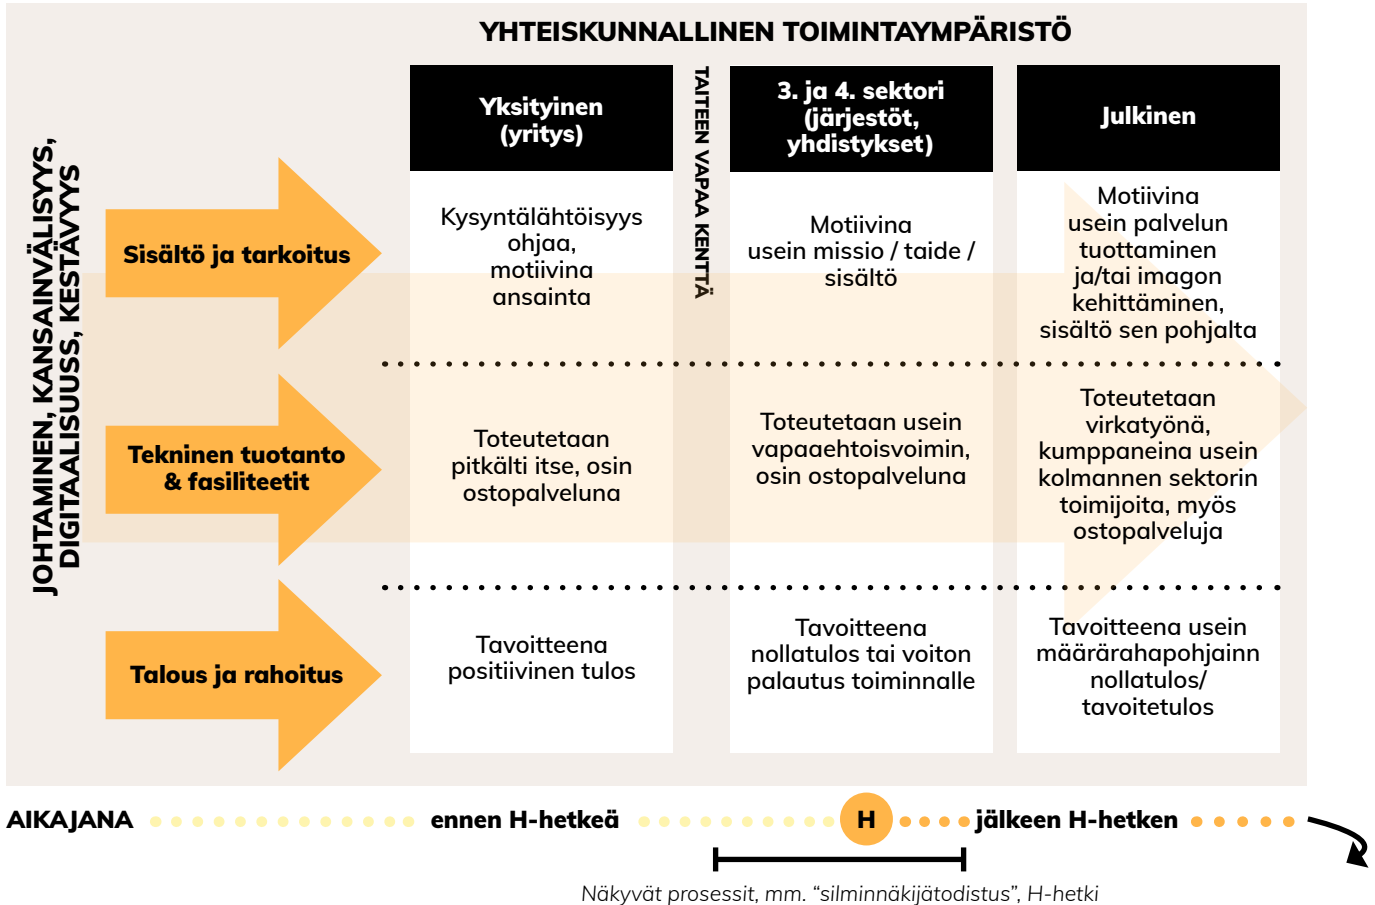 YHTEISKUNNALLINEN TOIMINTAYMPÄRISTÖ
JOHTAMINEN, KANSAINVÄLISYYS,
DIGITAALISUUSS, KESTÄVYYS
Yksityinen
(yritys)
TAITEEN VAPAA KENTTÄ
3. ja 4. sektori
(järjestöt,
yhdistykset)
Julkinen
Sisältö ja tarkoitus
Kysyntälähtöisyys
ohjaa,
motiivina
ansainta
Motiivina
usein missio / taide /
sisältö
Motiivina
usein palvelun
tuottaminen
ja/tai imagon
kehittäminen,
sisältö sen pohjalta
Tekninen tuotanto
& fasiliteetit
Toteutetaan
pitkälti itse, osin
ostopalveluna
Toteutetaan usein
vapaaehtoisvoimin,
osin ostopalveluna
Toteutetaan
virkatyönä,
kumppaneina usein
kolmannen sektorin
toimijoita, myös
ostopalveluja
Talous ja rahoitus
Tavoitteena
positiivinen tulos
Tavoitteena
nollatulos tai voiton
palautus toiminnalle
Tavoitteena usein
määrärahapohjainn
nollatulos/
tavoitetulos
AIKAJANA ennen H-hetkeä H jälkeen H-hetken
Näkyvät prosessit, mm. “silminnäkijätodistus”, H-hetki